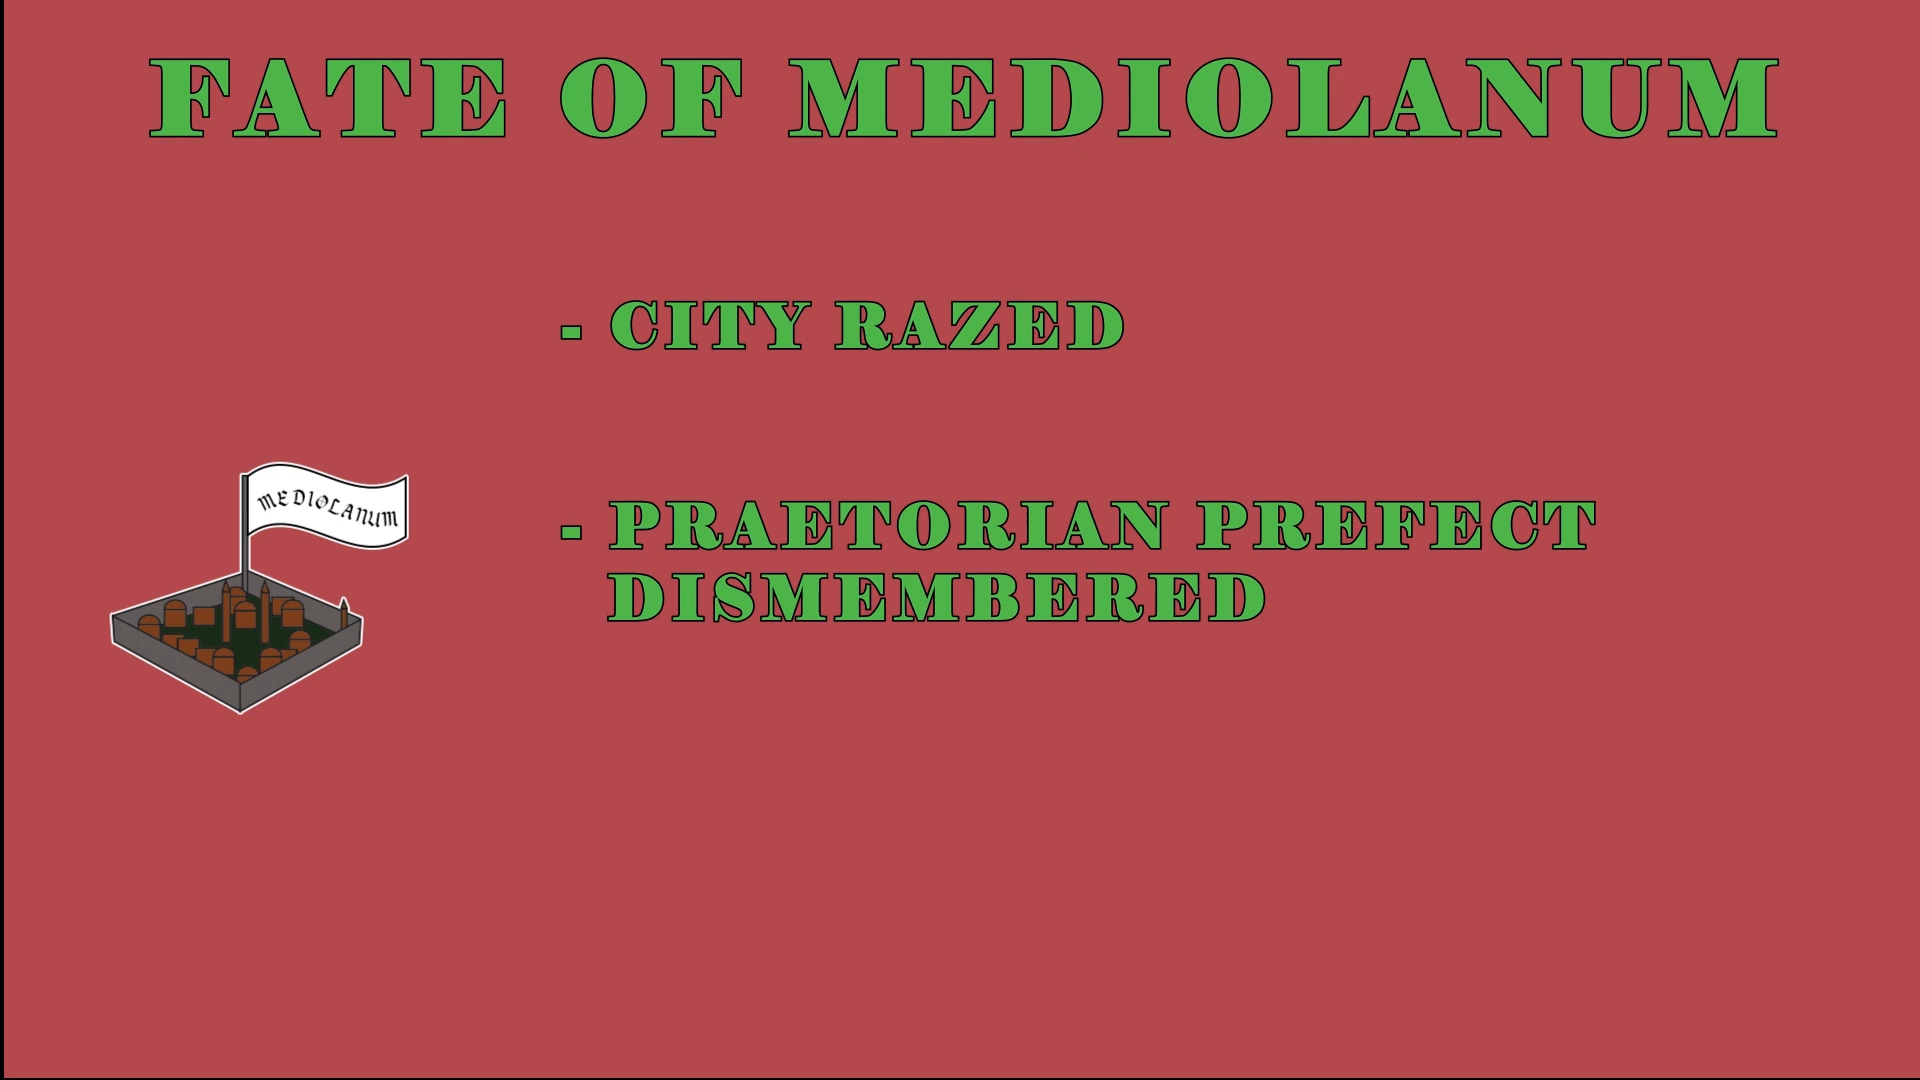 FATE OF MEDIOLANUM
- CITY RAZED
MEDIOLANUM
- PRAETORIAN PREFECT
DISMEMBERED